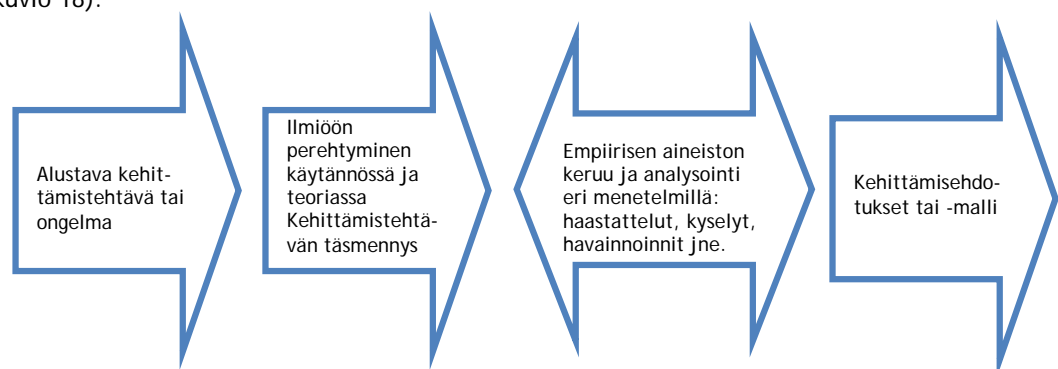 kuvio 18).
Alustava kehit-
tämistehtävä tai
ongelma
Ilmiöön
perehtyminen
käytännössä ja
teoriassa
Kehittämistehtä-
vän täsmennys
Empiirisen aineiston
keruu ja analysointi
eri menetelmillä:
haastattelut, kyselyt,
havainnoinnit jne.
Kehittämisehdo-
tukset tai -malli